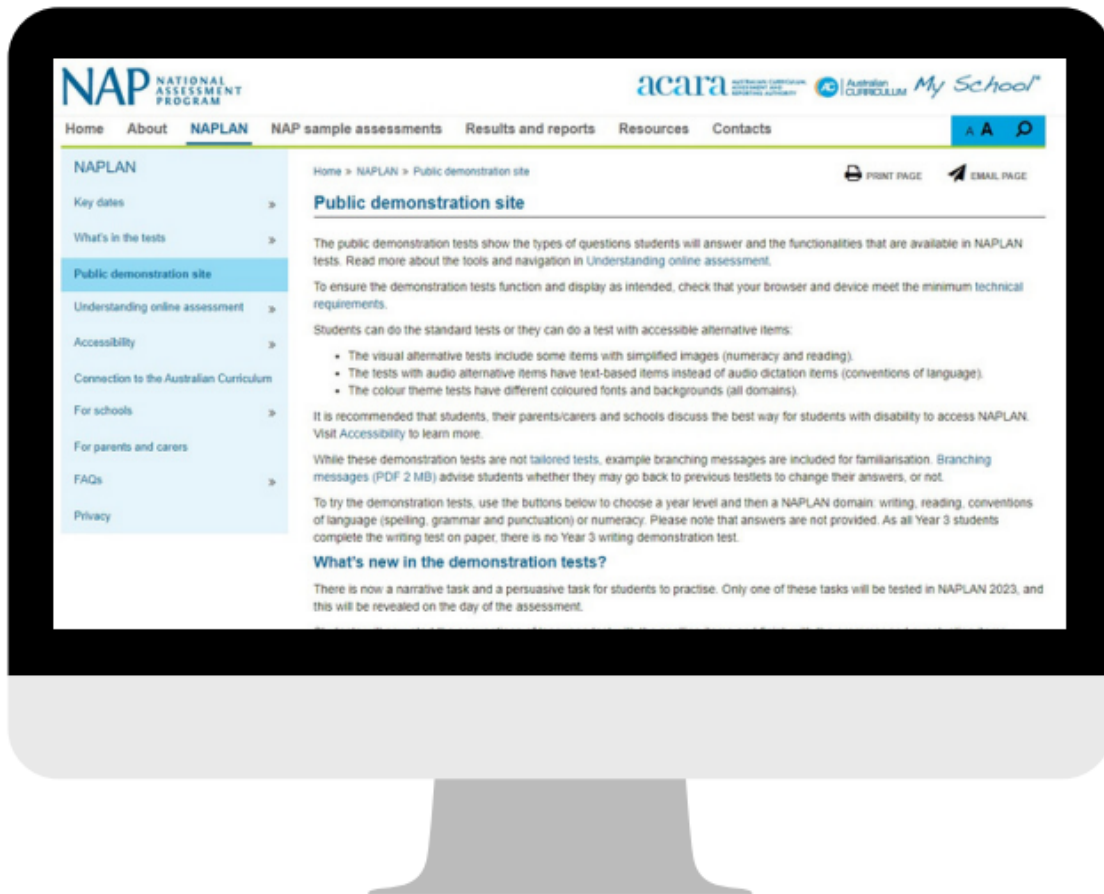 NAP NATIONAL
ASSESSMENT
PROGRAM
acara AUSTRALIAN CURRICULUM,
ASSESSMENT AND
REPORTING AUTHORITY
AC Australian
CURRICULUM
My School
Home About NAPLAN NAP sample assessments Results and reports Resources Contacts A A
NAPLAN
Key dates »
What's in the tests »
Public demonstration site
Understanding online assessment »
Accessibility »
Connection to the Australian Curriculum
For schools »
For parents and carers
FAQs »
Privacy
Home » NAPLAN » Public demonstration site
PRINT PAGE EMAIL PAGE
Public demonstration site
The public demonstration tests show the types of questions students will answer and the functionalities that are available in NAPLAN
tests. Read more about the tools and navigation in Understanding online assessment.
To ensure the demonstration tests function and display as intended, check that your browser and device meet the minimum technical
requirements.
Students can do the standard tests or they can do a test with accessible alternative items:
• The visual alternative tests include some items with simplified images (numeracy and reading).
• The tests with audio alternative items have text-based items instead of audio dictation items (conventions of language).
• The colour theme tests have different coloured fonts and backgrounds (all domains).
It is recommended that students, their parents/carers and schools discuss the best way for students with disability to access NAPLAN.
Visit Accessibility to learn more.
While these demonstration tests are not tailored tests, example branching messages are included for familiarisation. Branching
messages (PDF 2 MB) advise students whether they may go back to previous testlets to change their answers, or not.
To try the demonstration tests, use the buttons below to choose a year level and then a NAPLAN domain: writing, reading, conventions
of language (spelling, grammar and punctuation) or numeracy. Please note that answers are not provided. As all Year 3 students
complete the writing test on paper, there is no Year 3 writing demonstration test.
What's new in the demonstration tests?
There is now a narrative task and a persuasive task for students to practise. Only one of these tasks will be tested in NAPLAN 2023, and
this will be revealed on the day of the assessment.